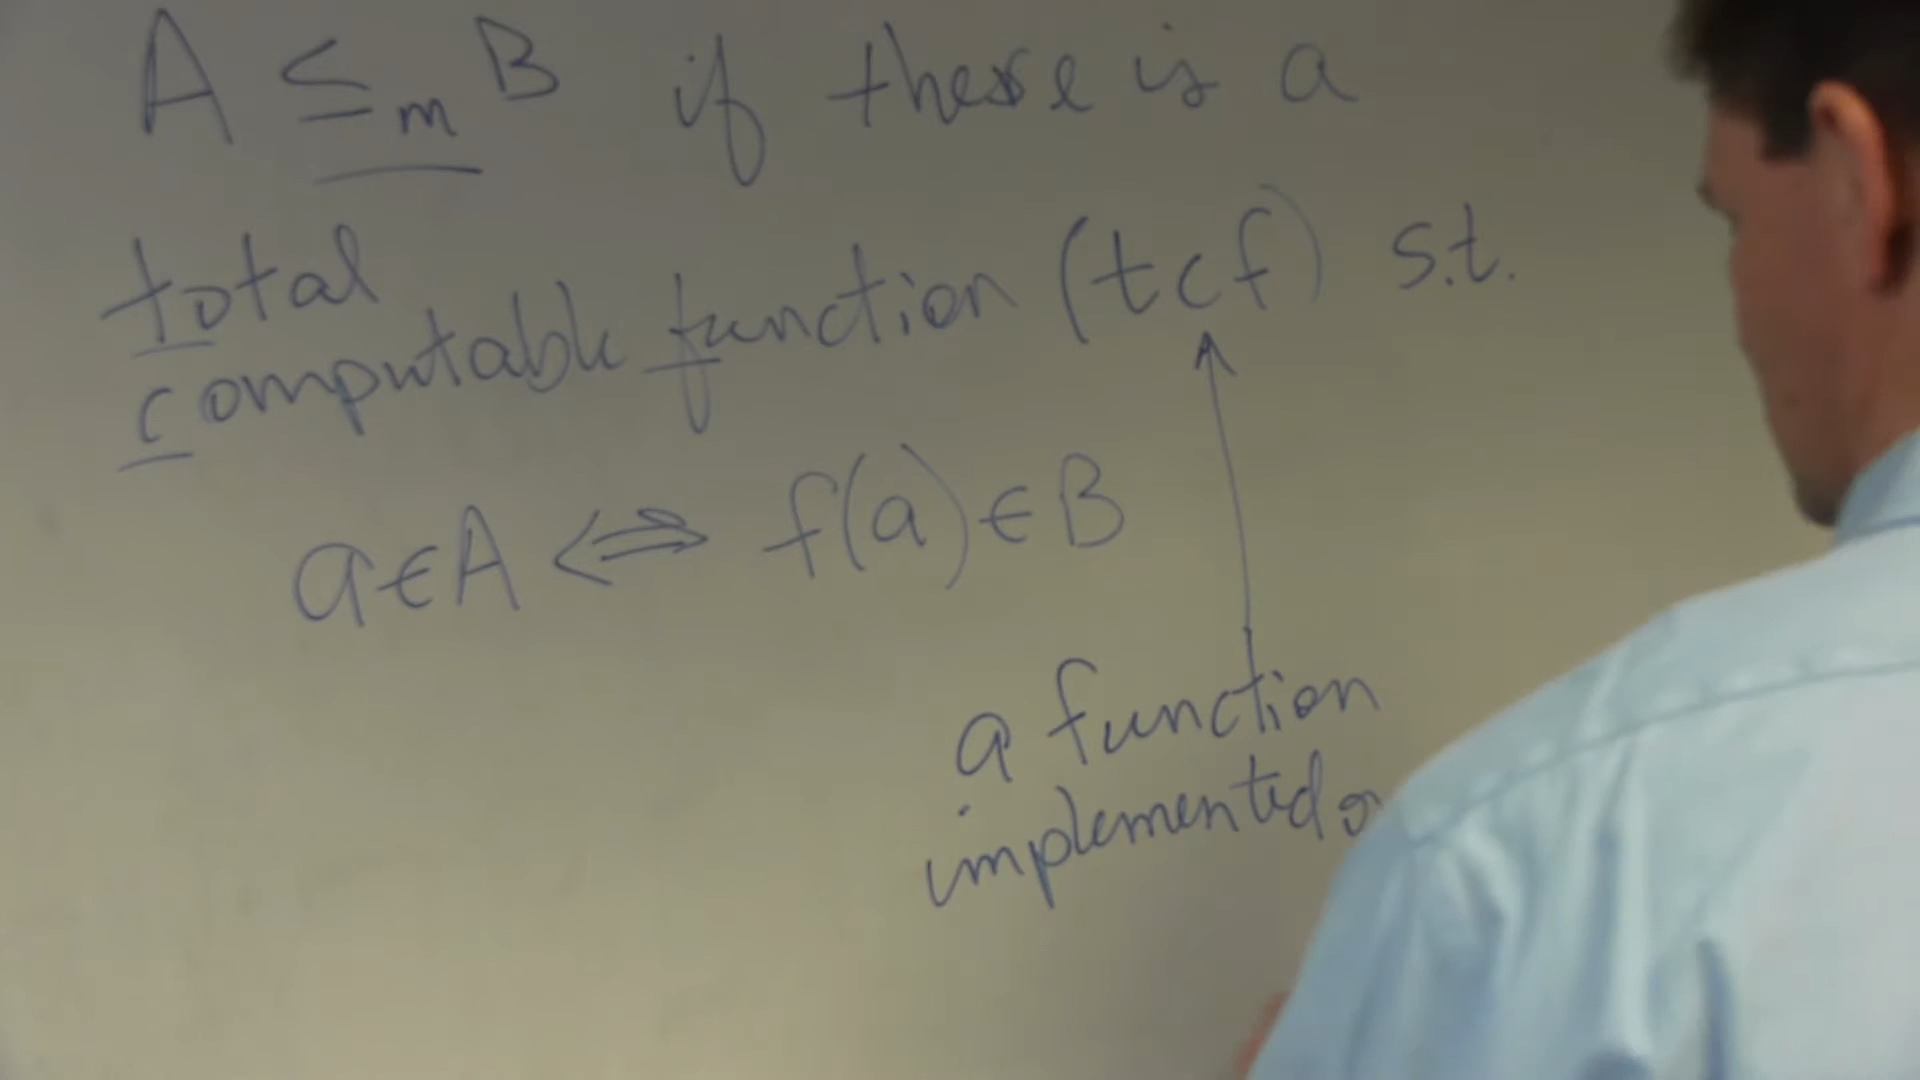 A ≤m B if there is a
total
computable function (tcf) s.t.
a∈A ⇔ f(a)∈B
a function
implemented